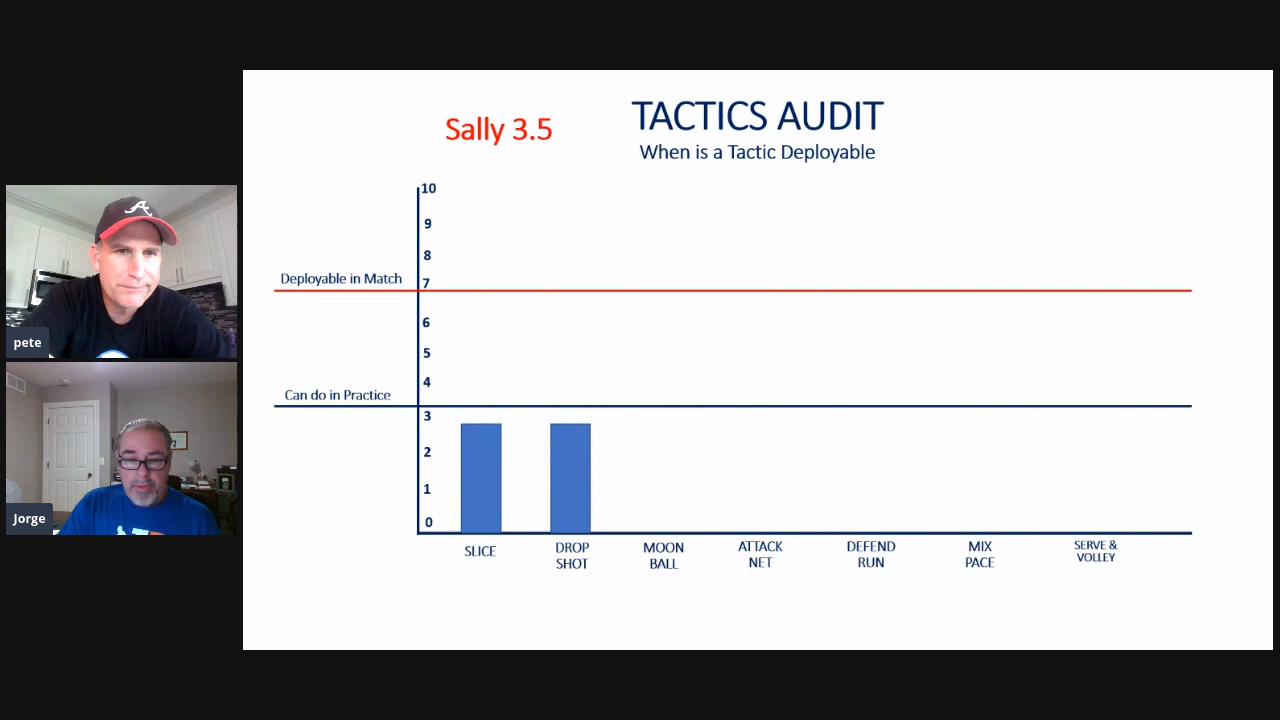 Sally 3.5
TACTICS AUDIT
When is a Tactic Deployable
10
9
8
Deployable in Match
7
6
5
4
Can do in Practice
3
2
1
0
SLICE
DROP
SHOT
MOON
BALL
ATTACK
NET
DEFEND
RUN
MIX
PACE
SERVE &
VOLLEY
A
pete
Jorge